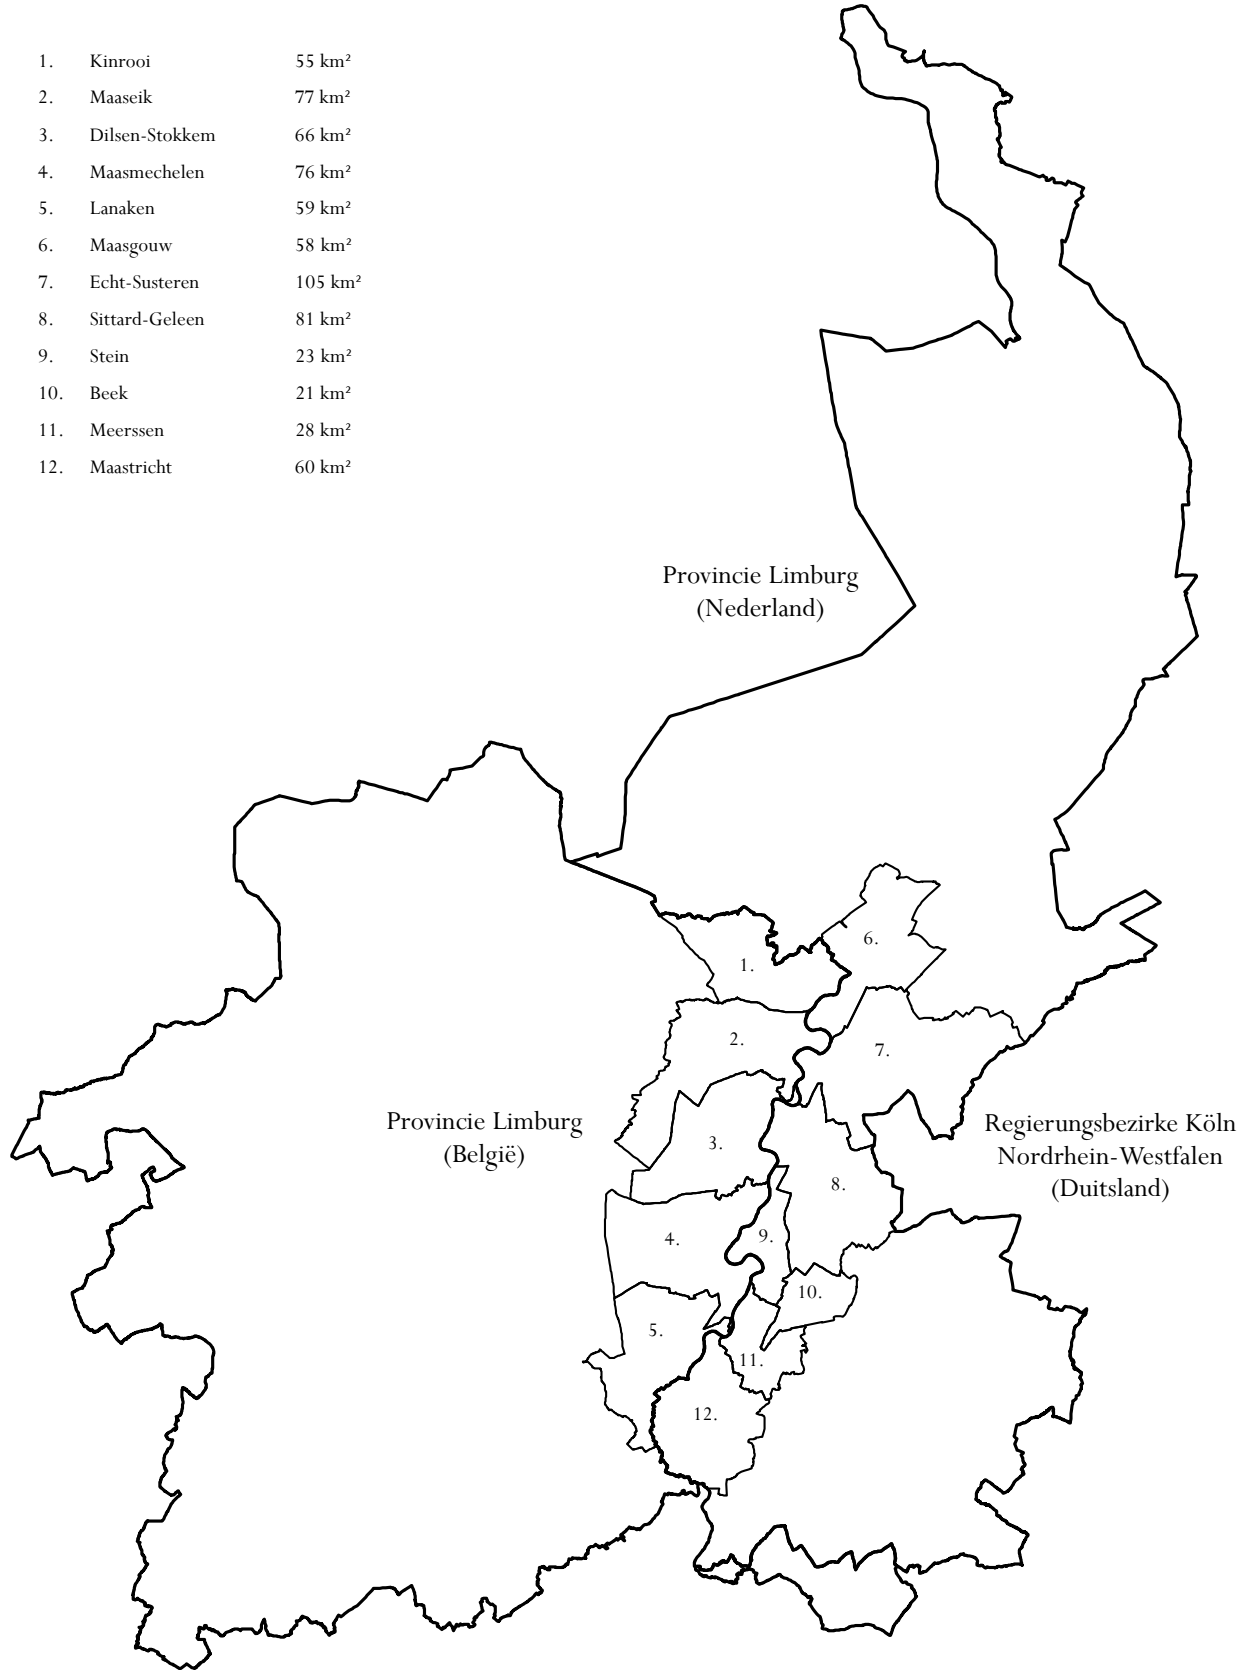 1. Kinrooi 55 km²
2. Maaseik 77 km²
3. Dilsen-Stokkem 66 km²
4. Maasmechelen 76 km²
5. Lanaken 59 km²
6. Maasgouw 58 km²
7. Echt-Susteren 105 km²
8. Sittard-Geleen 81 km²
9. Stein 23 km²
10. Beek 21 km²
11. Meerssen 28 km²
12. Maastricht 60 km²
Provincie Limburg
(Nederland)
6.
1.
2.
7.
Provincie Limburg
(België)
Regierungsbezirke Köln
Nordrhein-Westfalen
(Duitsland)
3.
8.
4.
9.
10.
5.
11.
12.